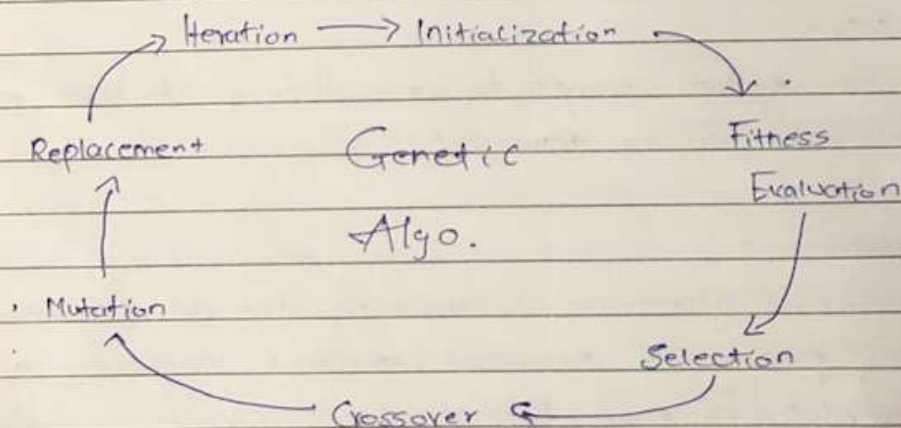 Iteration → Initialization
Replacement Genetic Fitness
Evaluation
Algo.
Mutation
Selection
Crossover